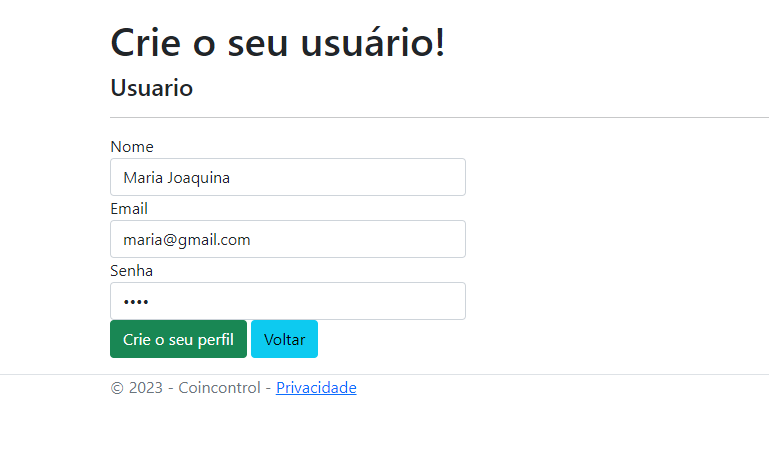 Crie o seu usuário!
Usuario
Nome
Maria Joaquina
Email
maria@gmail.com
Senha
••••
Crie o seu perfil Voltar
© 2023 - Coincontrol - Privacidade